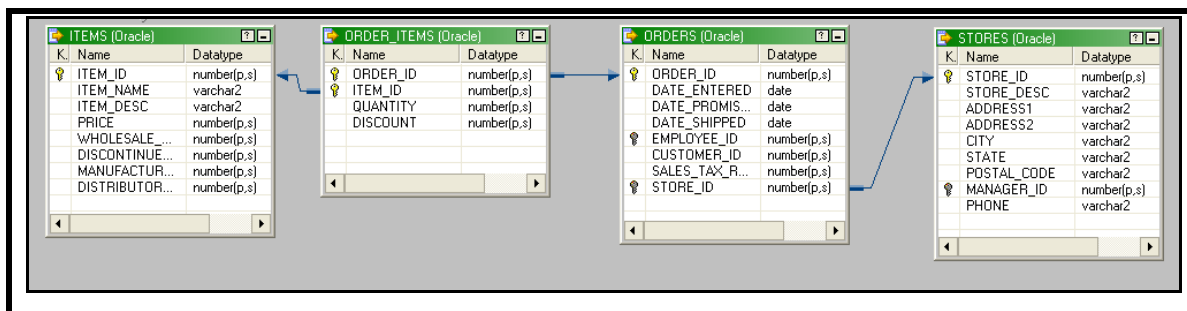 ITEMS (Oracle)
K. Name Datatype
ITEM_ID number(p,s)
ITEM_NAME varchar2
ITEM_DESC varchar2
PRICE number(p,s)
WHOLESALE_... number(p,s)
DISCONTINUE... number(p,s)
MANUFACTUR... number(p,s)
DISTRIBUTOR... number(p,s)
ORDER_ITEMS (Oracle)
K. Name Datatype
ORDER_ID number(p,s)
ITEM_ID number(p,s)
QUANTITY number(p,s)
DISCOUNT number(p,s)
ORDERS (Oracle)
K. Name Datatype
ORDER_ID number(p,s)
DATE_ENTERED date
DATE_PROMIS... date
DATE_SHIPPED date
EMPLOYEE_ID number(p,s)
CUSTOMER_ID number(p,s)
SALES_TAX_R... number(p,s)
STORE_ID number(p,s)
STORES (Oracle)
K. Name Datatype
STORE_ID number(p,s)
STORE_DESC varchar2
ADDRESS1 varchar2
ADDRESS2 varchar2
CITY varchar2
STATE varchar2
POSTAL_CODE varchar2
MANAGER_ID number(p,s)
PHONE varchar2